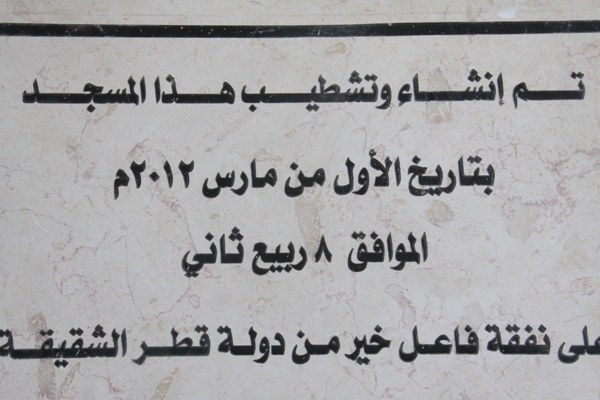 تم إنشاء وتشطيب هذا المسجد
بتاريخ الأول من مارس ٢٠١٢م
الموافق ٨ ربيع ثاني
على نفقة فاعل خير من دولة قطر الشقيقة